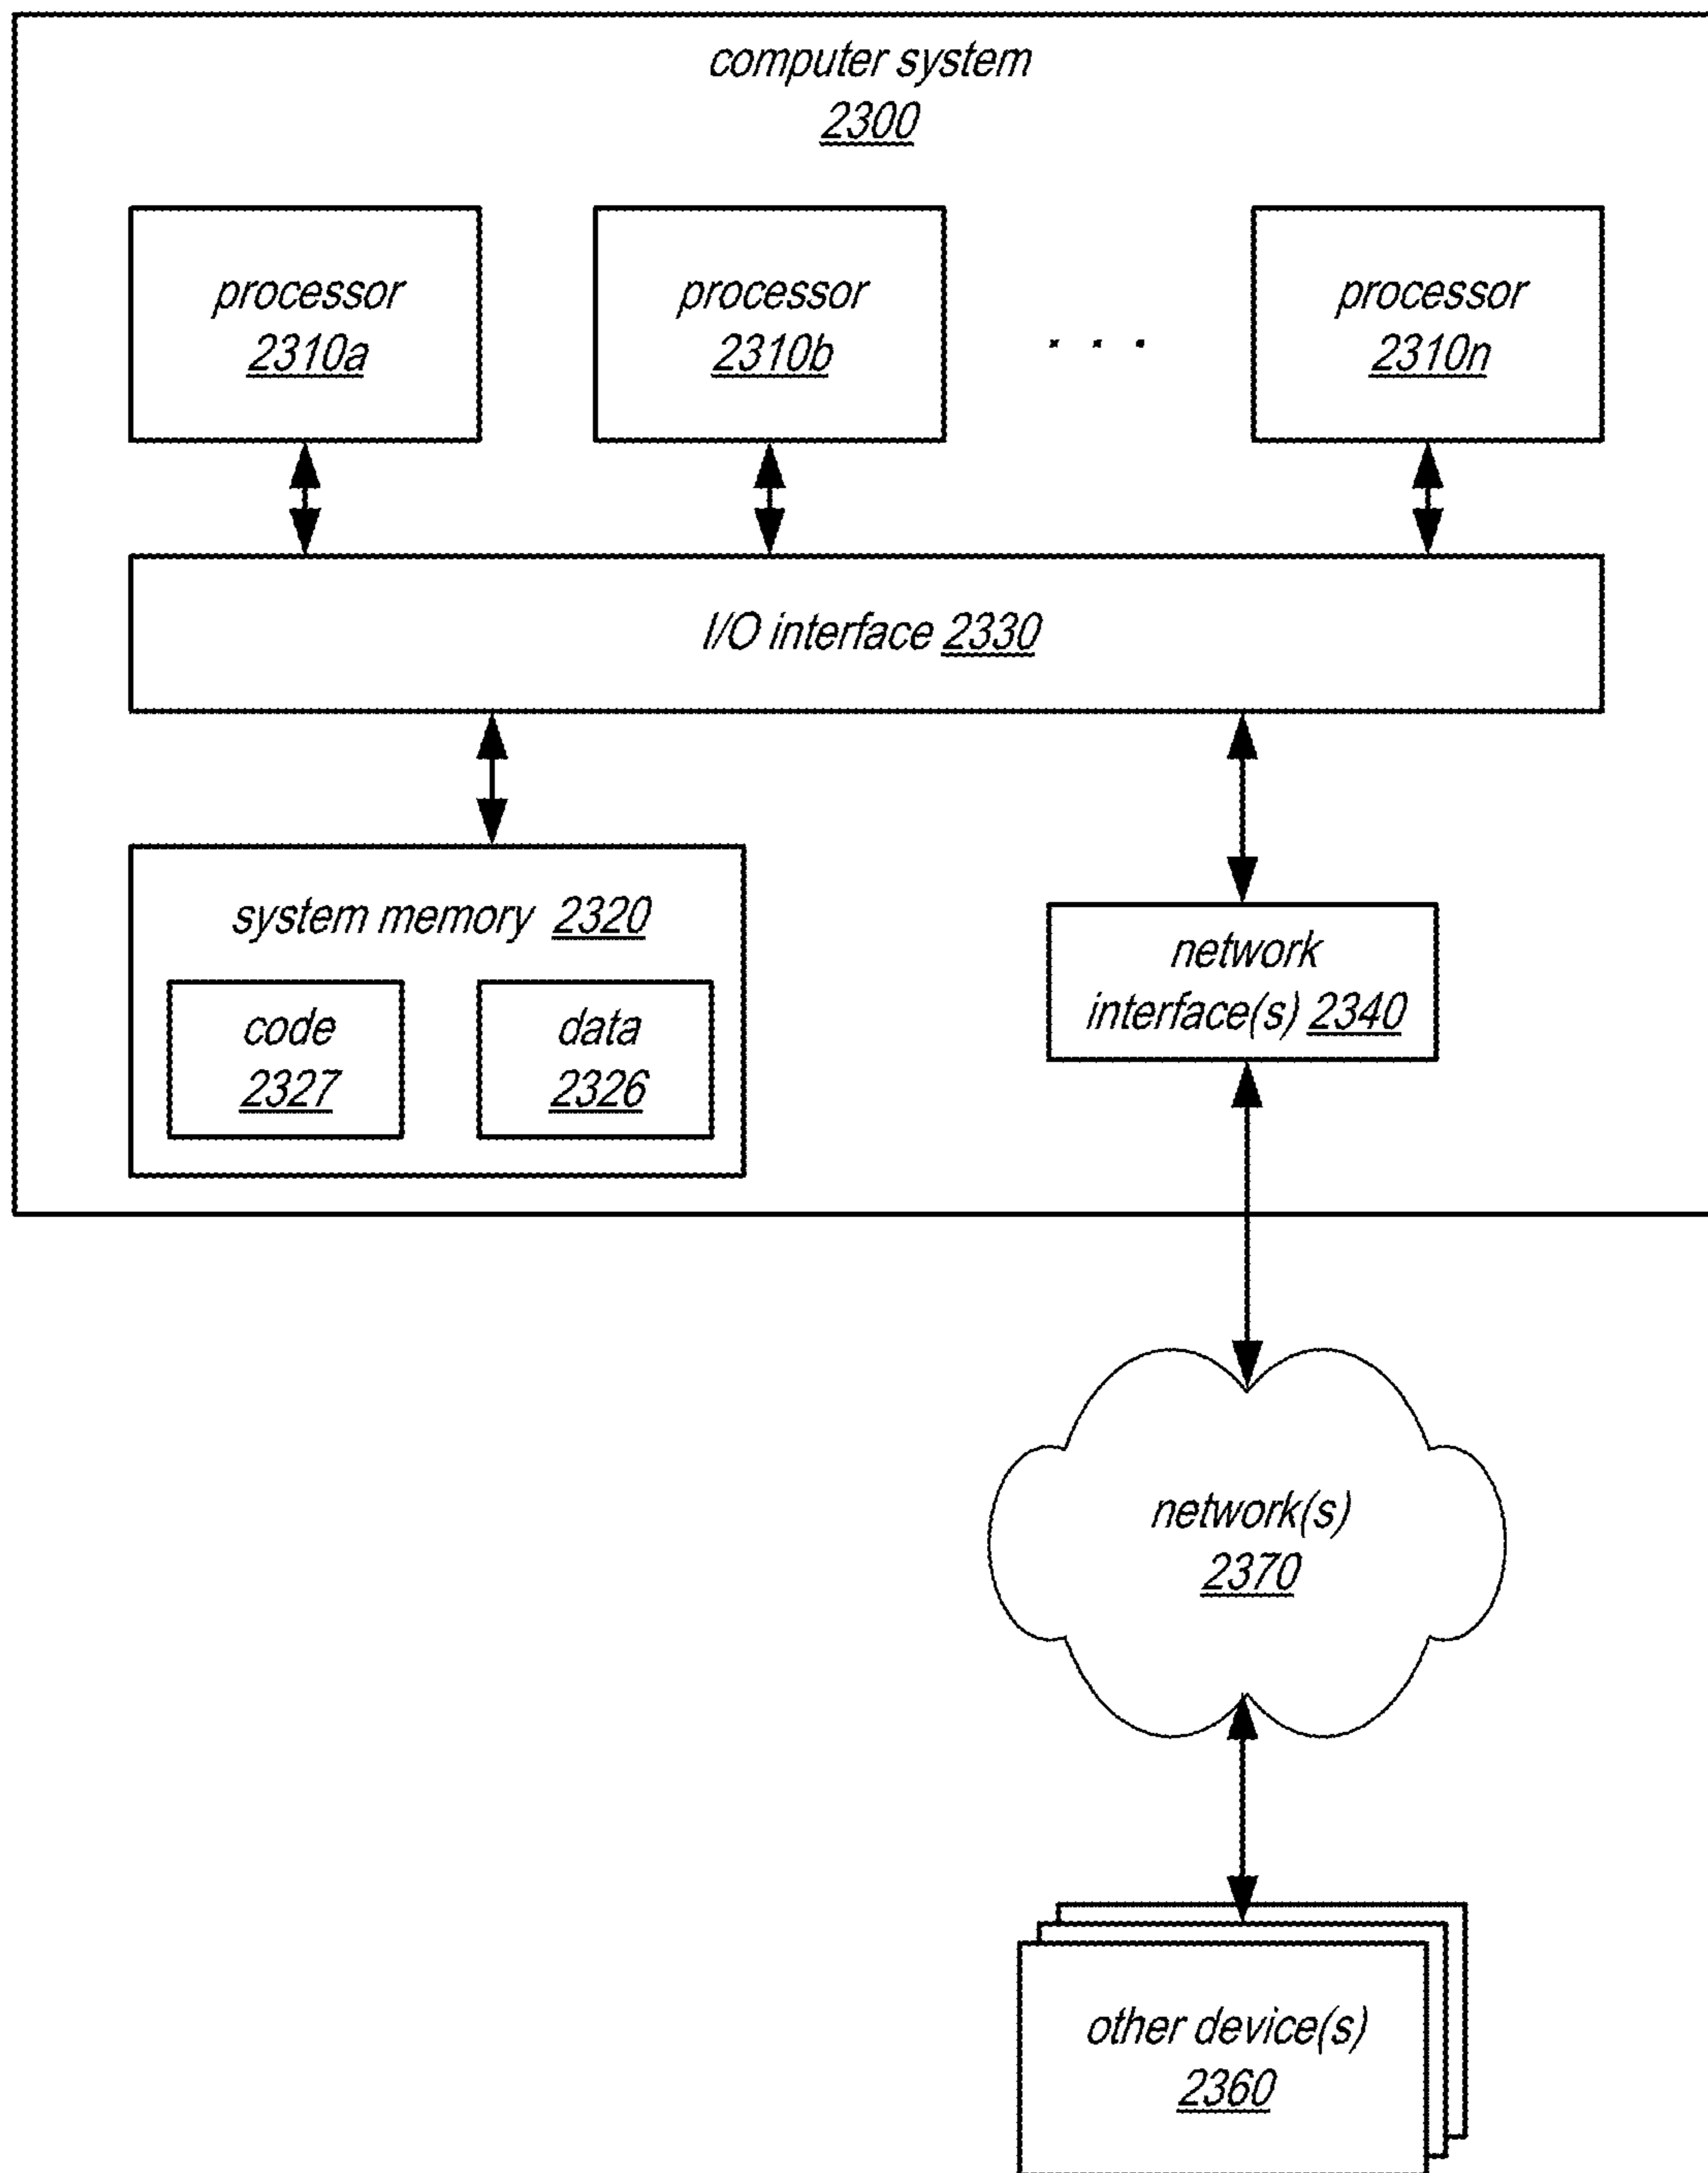 computer system
2300
processor
2310a
processor
2310b
. . .
processor
2310n
I/O interface 2330
system memory 2320
code
2327
data
2326
network
interface(s) 2340
network(s)
2370
other device(s)
2360